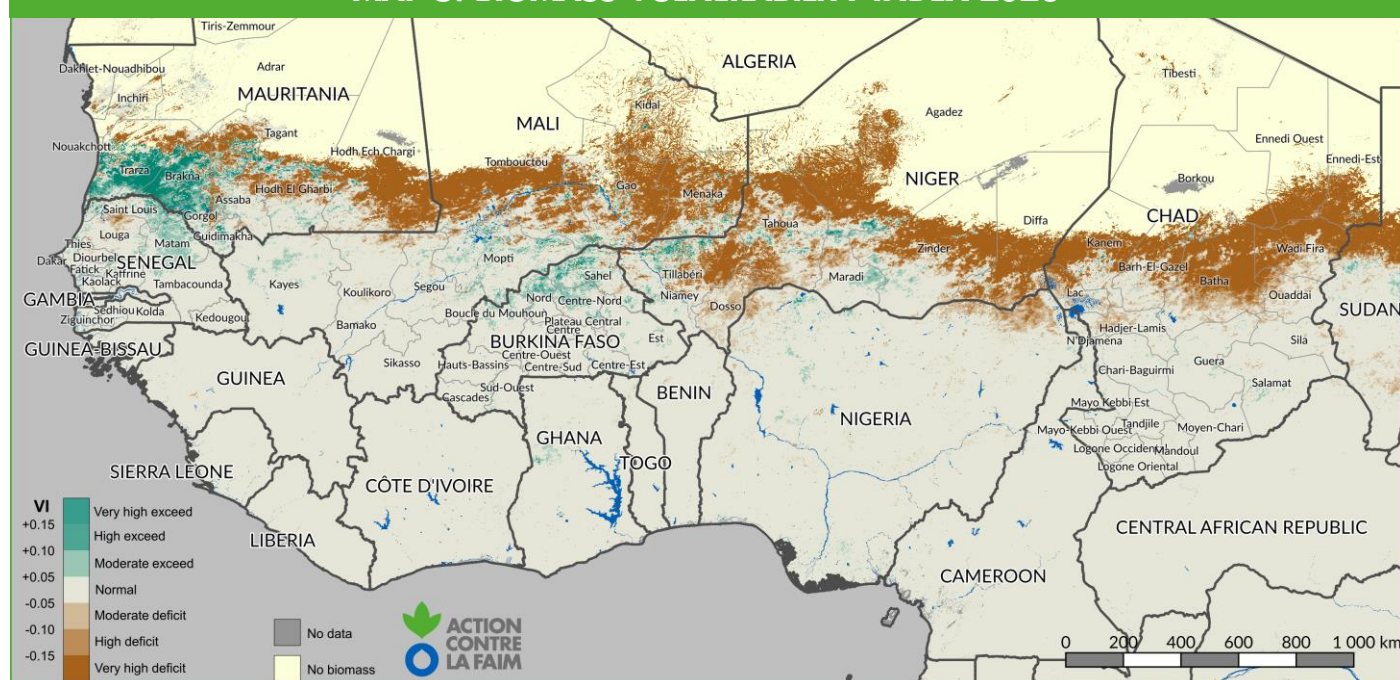 Tiris-Zemmour
ALGERIA
Dakhlet-Nouadhibou
Adrar
Tibesti
Inchiri
MAURITANIA
Kidal
Agadez
MALI
Tagant
Nouakchott
Hodh Ech Chargi
Ennedi Ouest
Tombouctou
Ennedi-Est
Trarza
Brakna
Gao
Menaka
NIGER
Borkou
Hodh El Gharbi
Assaba
Saint Louis
Gorgol
Tahoua
Diffa
CHAD
Louga
Guidimakha
Matam
Thies
Zinder
Kanem
Wadi-Fira
Dakar
Diourbel
SENEGAL
Mopti
Barh-El-Gazel
Fatick
Kaffrine
Kaolack
Tambacounda
Kayes
Segou
Sahel
Tillabéri
Maradi
Batha
Koulikoro
Niamey
Lac
Ouaddai
GAMBIA
Nord
Centre-Nord
Dosso
Sedhiou
Kolda
Kedougou
Boucle du Mouhoun
SUDAN
Ziguinchor
Bamako
Plateau Central
Centre
Hadjer-Lamis
N'Djamena
Sila
BURKINA FASO
Est
GUINEA-BISSAU
Centre-Ouest
Guera
Sikasso
Hauts-Bassins
Centre-Sud
Centre-Est
Chari-Baguirmi
GUINEA
Salamat
Sud-Ouest
BENIN
Cascades
Mayo Kebbi Est
NIGERIA
Tandjile
Mayo-Kebbi Ouest
Moyen-Chari
GHANA
Logone Occidental
Mandoul
TOGO
Logone Oriental
SIERRA LEONE
CÔTE D'IVOIRE
CENTRAL AFRICAN REPUBLIC
LIBERIA
CAMEROON
VI
Very high exceed
+0.15
High exceed
+0.10
Moderate exceed
+0.05
Normal
-0.05
Moderate deficit
-0.10
High deficit
-0.15
Very high deficit
No data
No biomass
ACTION
CONTRE
LA FAIM
0 200 400 600 800 1 000 km